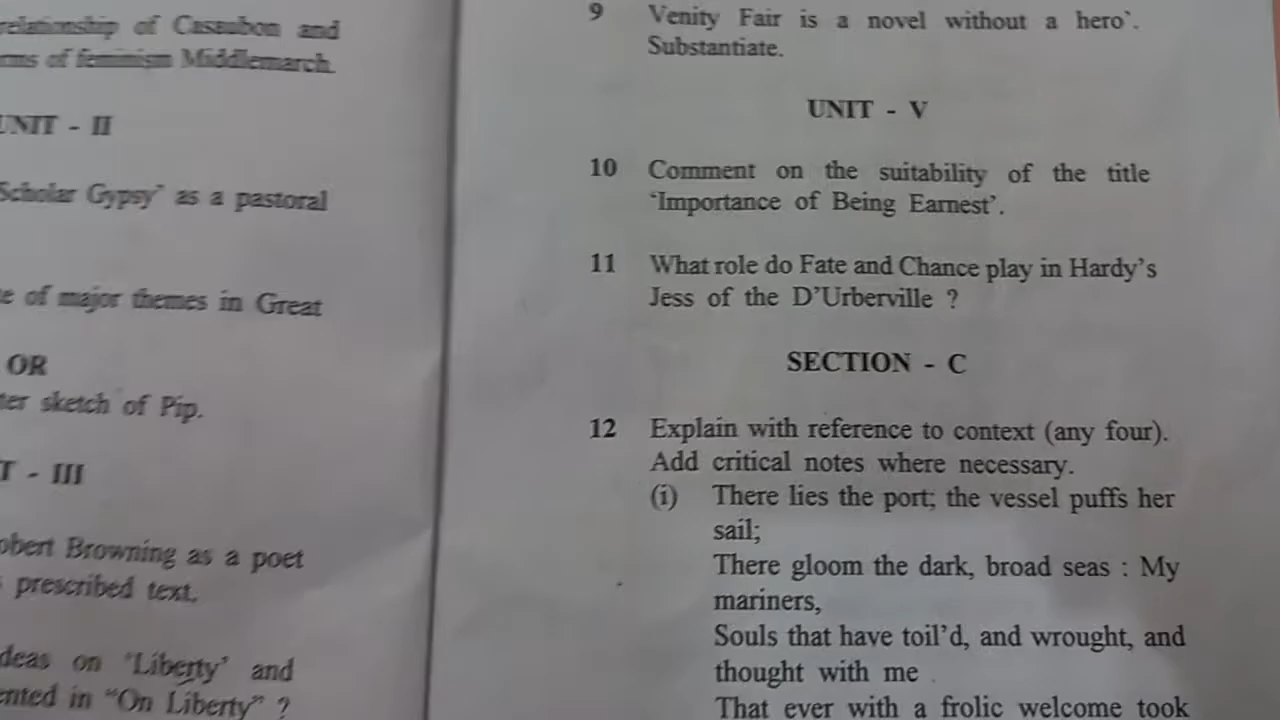 relationship of Casaubon and
rms of feminism Middlemarch.
UNIT - II
Scholar Gypsy' as a pastoral
e of major themes in Great
OR
ter sketch of Pip.
T - III
obert Browning as a poet
prescribed text.
deas on 'Liberty' and
ented in "On Liberty" ?
9 Venity Fair is a novel without a hero`.
Substantiate.
UNIT - V
10 Comment on the suitability of the title
'Importance of Being Earnest'.
11 What role do Fate and Chance play in Hardy's
Jess of the D'Urberville ?
SECTION - C
12 Explain with reference to context (any four).
Add critical notes where necessary.
(i) There lies the port; the vessel puffs her
sail;
There gloom the dark, broad seas : My
mariners,
Souls that have toil'd, and wrought, and
thought with me
That ever with a frolic welcome took